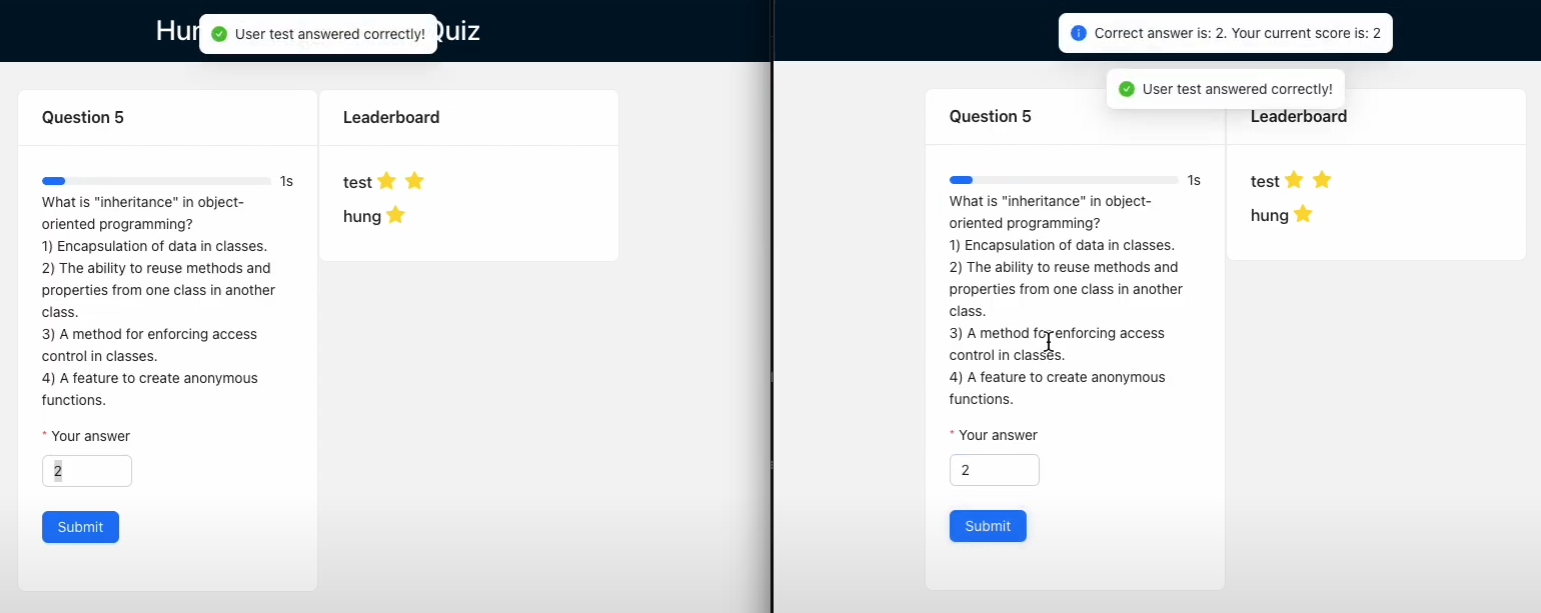 Hur
Quiz
User test answered correctly!
Question 5
1s
What is "inheritance" in object-
oriented programming?
1) Encapsulation of data in classes.
2) The ability to reuse methods and
properties from one class in another
class.
3) A method for enforcing access
control in classes.
4) A feature to create anonymous
functions.
* Your answer
2
Submit
Leaderboard
test
hung
Correct answer is: 2. Your current score is: 2
User test answered correctly!
Question 5
1s
What is "inheritance" in object-
oriented programming?
1) Encapsulation of data in classes.
2) The ability to reuse methods and
properties from one class in another
class.
3) A method for enforcing access
control in classes.
4) A feature to create anonymous
functions.
* Your answer
2
Submit
Leaderboard
test
hung